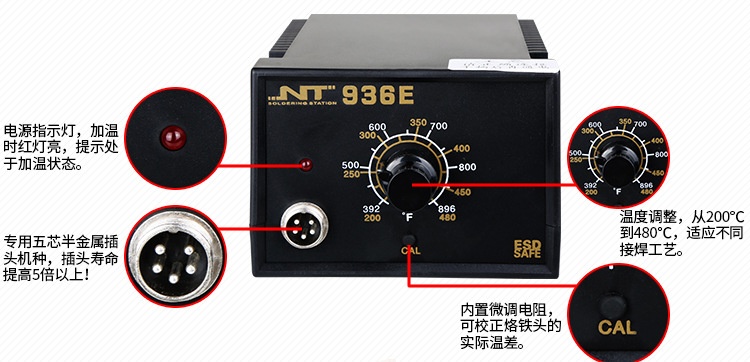 NT
SOLDERING STATION
936E
350
600
700
300
400
500
800
250
450
392
896
200
480
°F
CAL
ESD
SAFE
电源指示灯，加温
时红灯亮，提示处
于加温状态。
专用五芯半金属插
头机种，插头寿命
提高5倍以上！
350
600
700
300
400
500
800
250
450
392
896
200
480
°F
温度调整，从200°C
到480°C，适应不同
接焊工艺。
内置微调电阻，
可校正烙铁头的
实际温差。
CAL